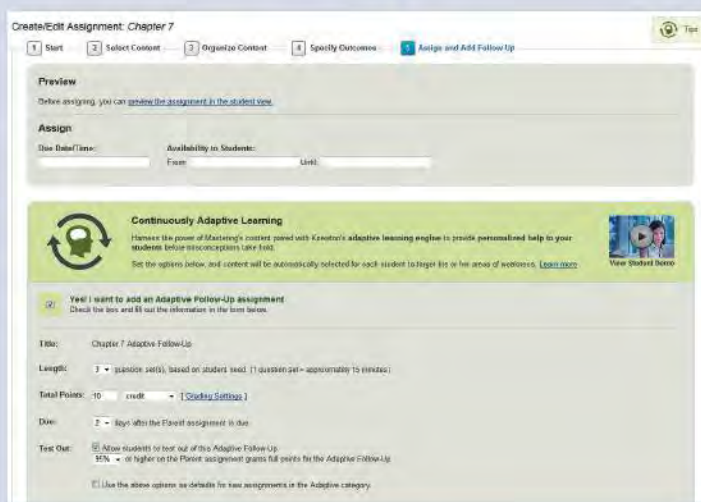 Create/Edit Assignment: Chapter 7
Tips
1 Start 2 Select Content 3 Organize Content 4 Specify Outcomes 5 Assign and Add Follow Up
Preview
Before assigning, you can preview the assignment in the student view.
Assign
Due Date/Time: Availability to Students:
From: Until:
Continuously Adaptive Learning
Harness the power of Mastering's content paired with Knewton's adaptive learning engine to provide personalized help to your
students before misconceptions take hold.
Set the options below, and content will be automatically selected for each student to target his or her areas of weakness. Learn more
View Student Demo
Yes! I want to add an Adaptive Follow-Up assignment
Check the box and fill out the information in the form below.
Title: Chapter 7 Adaptive Follow-Up
Length: 3 question set(s), based on student need. (1 question set = approximately 15 minutes.)
Total Points: 10 credit [ Grading Settings ]
Due: 2 days after the Parent assignment is due.
Test Out: Allow students to test out of this Adaptive Follow-Up
95% or higher on the Parent assignment grants full points for the Adaptive Follow-Up
Use the above options as defaults for new assignments in the Adaptive category.